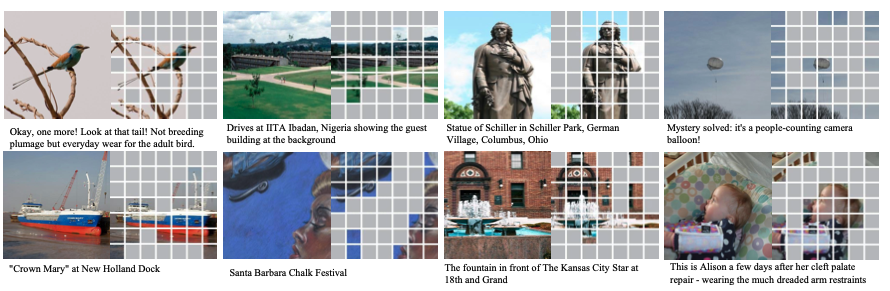 Okay, one more! Look at that tail! Not breeding
plumage but everyday wear for the adult bird.
Drives at IITA Ibadan, Nigeria showing the guest
building at the background
Statue of Schiller in Schiller Park, German
Village, Columbus, Ohio
Mystery solved: it's a people-counting camera
balloon!
"Crown Mary" at New Holland Dock
Santa Barbara Chalk Festival
The fountain in front of The Kansas City Star at
18th and Grand
This is Alison a few days after her cleft palate
repair - wearing the much dreaded arm restraints